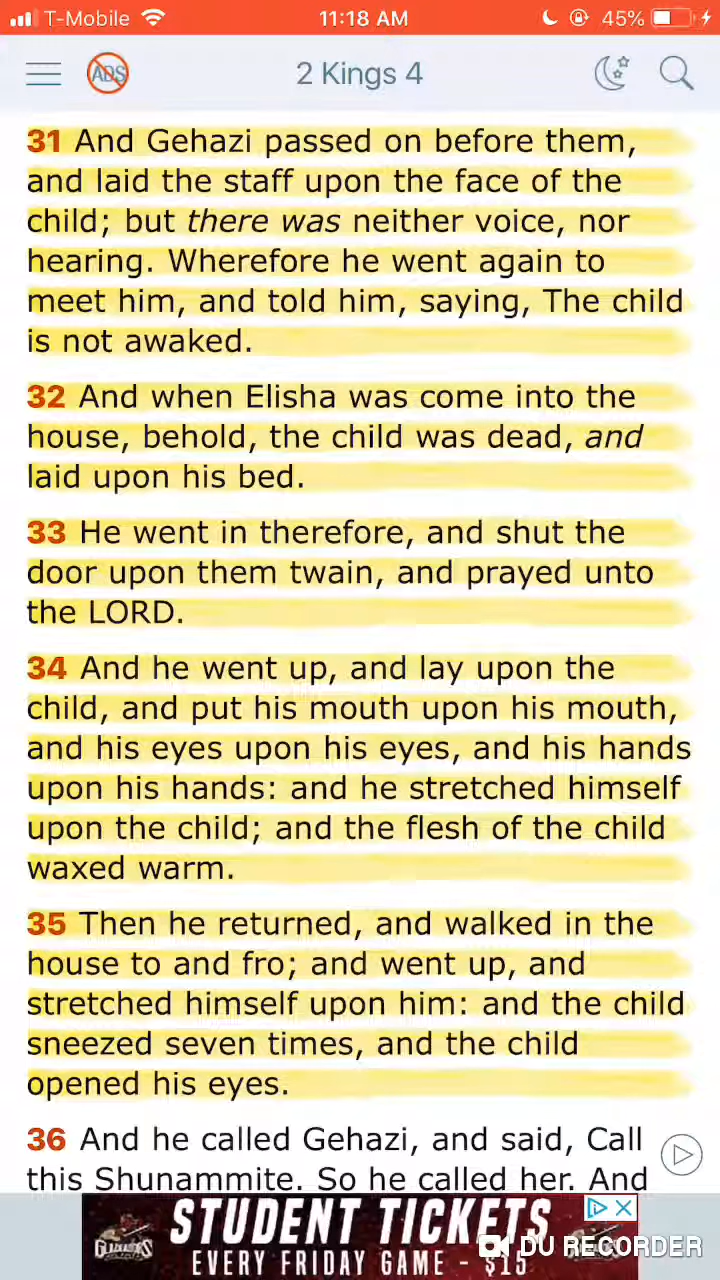 T-Mobile 11:18 AM 45%
ADS 2 Kings 4
31 And Gehazi passed on before them,
and laid the staff upon the face of the
child; but there was neither voice, nor
hearing. Wherefore he went again to
meet him, and told him, saying, The child
is not awaked.
32 And when Elisha was come into the
house, behold, the child was dead, and
laid upon his bed.
33 He went in therefore, and shut the
door upon them twain, and prayed unto
the LORD.
34 And he went up, and lay upon the
child, and put his mouth upon his mouth,
and his eyes upon his eyes, and his hands
upon his hands: and he stretched himself
upon the child; and the flesh of the child
waxed warm.
35 Then he returned, and walked in the
house to and fro; and went up, and
stretched himself upon him: and the child
sneezed seven times, and the child
opened his eyes.
36 And he called Gehazi, and said, Call
this Shunammite. So he called her. And
GLADIATORS STUDENT TICKETS
EVERY FRIDAY GAME - $15
DU RECORDER